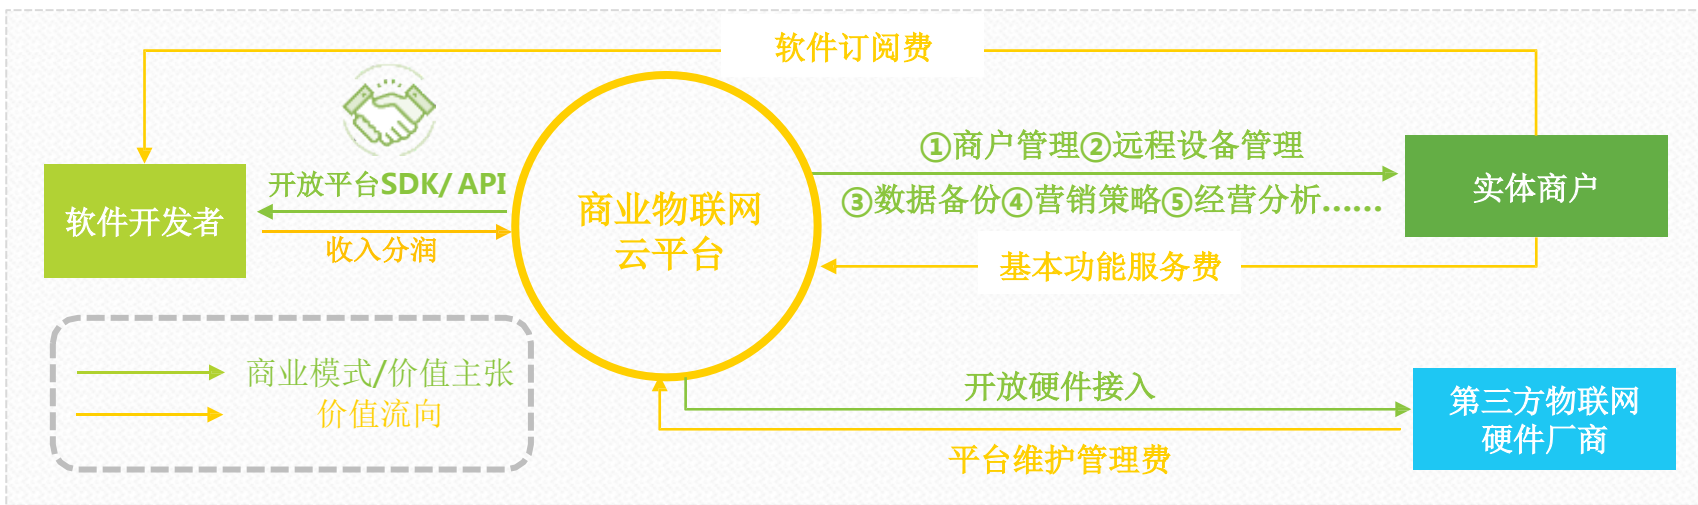 软件订阅费
①商户管理②远程设备管理
开放平台SDK/ API
实体商户
商业物联网
云平台
③数据备份④营销策略⑤经营分析......
软件开发者
收入分润
基本功能服务费
商业模式/价值主张
价值流向
开放硬件接入
第三方物联网
硬件厂商
平台维护管理费